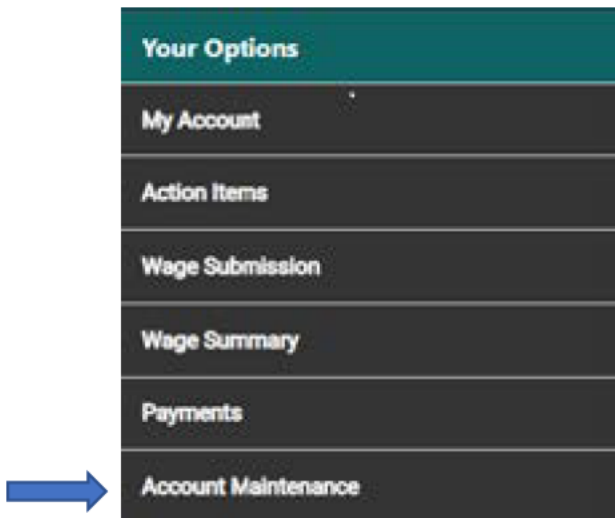 Your Options
My Account
Action Items
Wage Submission
Wage Summary
Payments
Account Maintenance